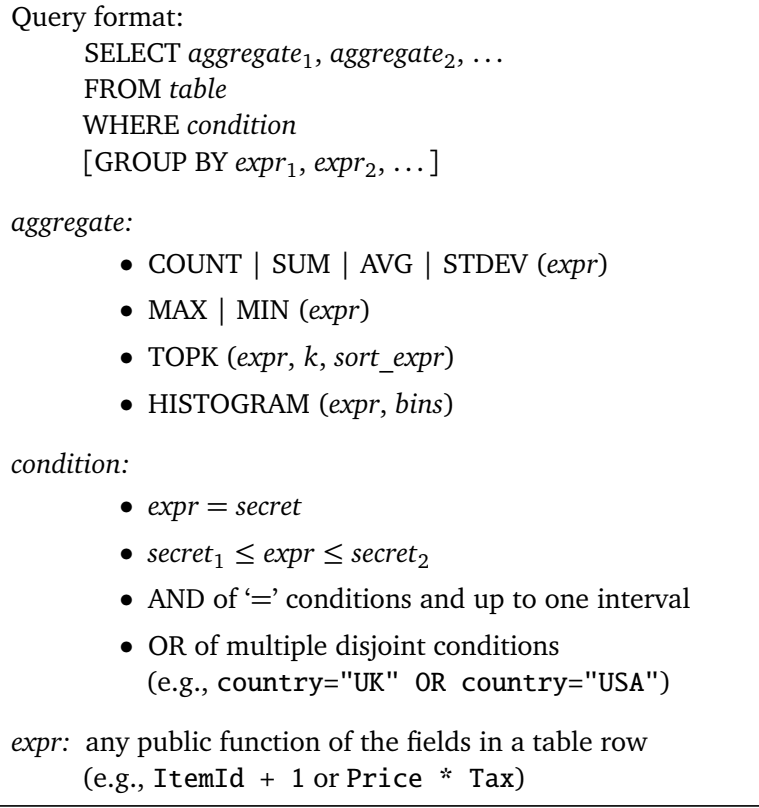 Query format:
SELECT aggregate₁, aggregate₂, ...
FROM table
WHERE condition
[GROUP BY expr₁, expr₂, ...]
aggregate:
• COUNT | SUM | AVG | STDEV (expr)
• MAX | MIN (expr)
• TOPK (expr, k, sort_expr)
• HISTOGRAM (expr, bins)
condition:
• expr = secret
• secret₁ ≤ expr ≤ secret₂
• AND of ‘=’ conditions and up to one interval
• OR of multiple disjoint conditions
(e.g., country="UK" OR country="USA")
expr: any public function of the fields in a table row
(e.g., ItemId + 1 or Price * Tax)